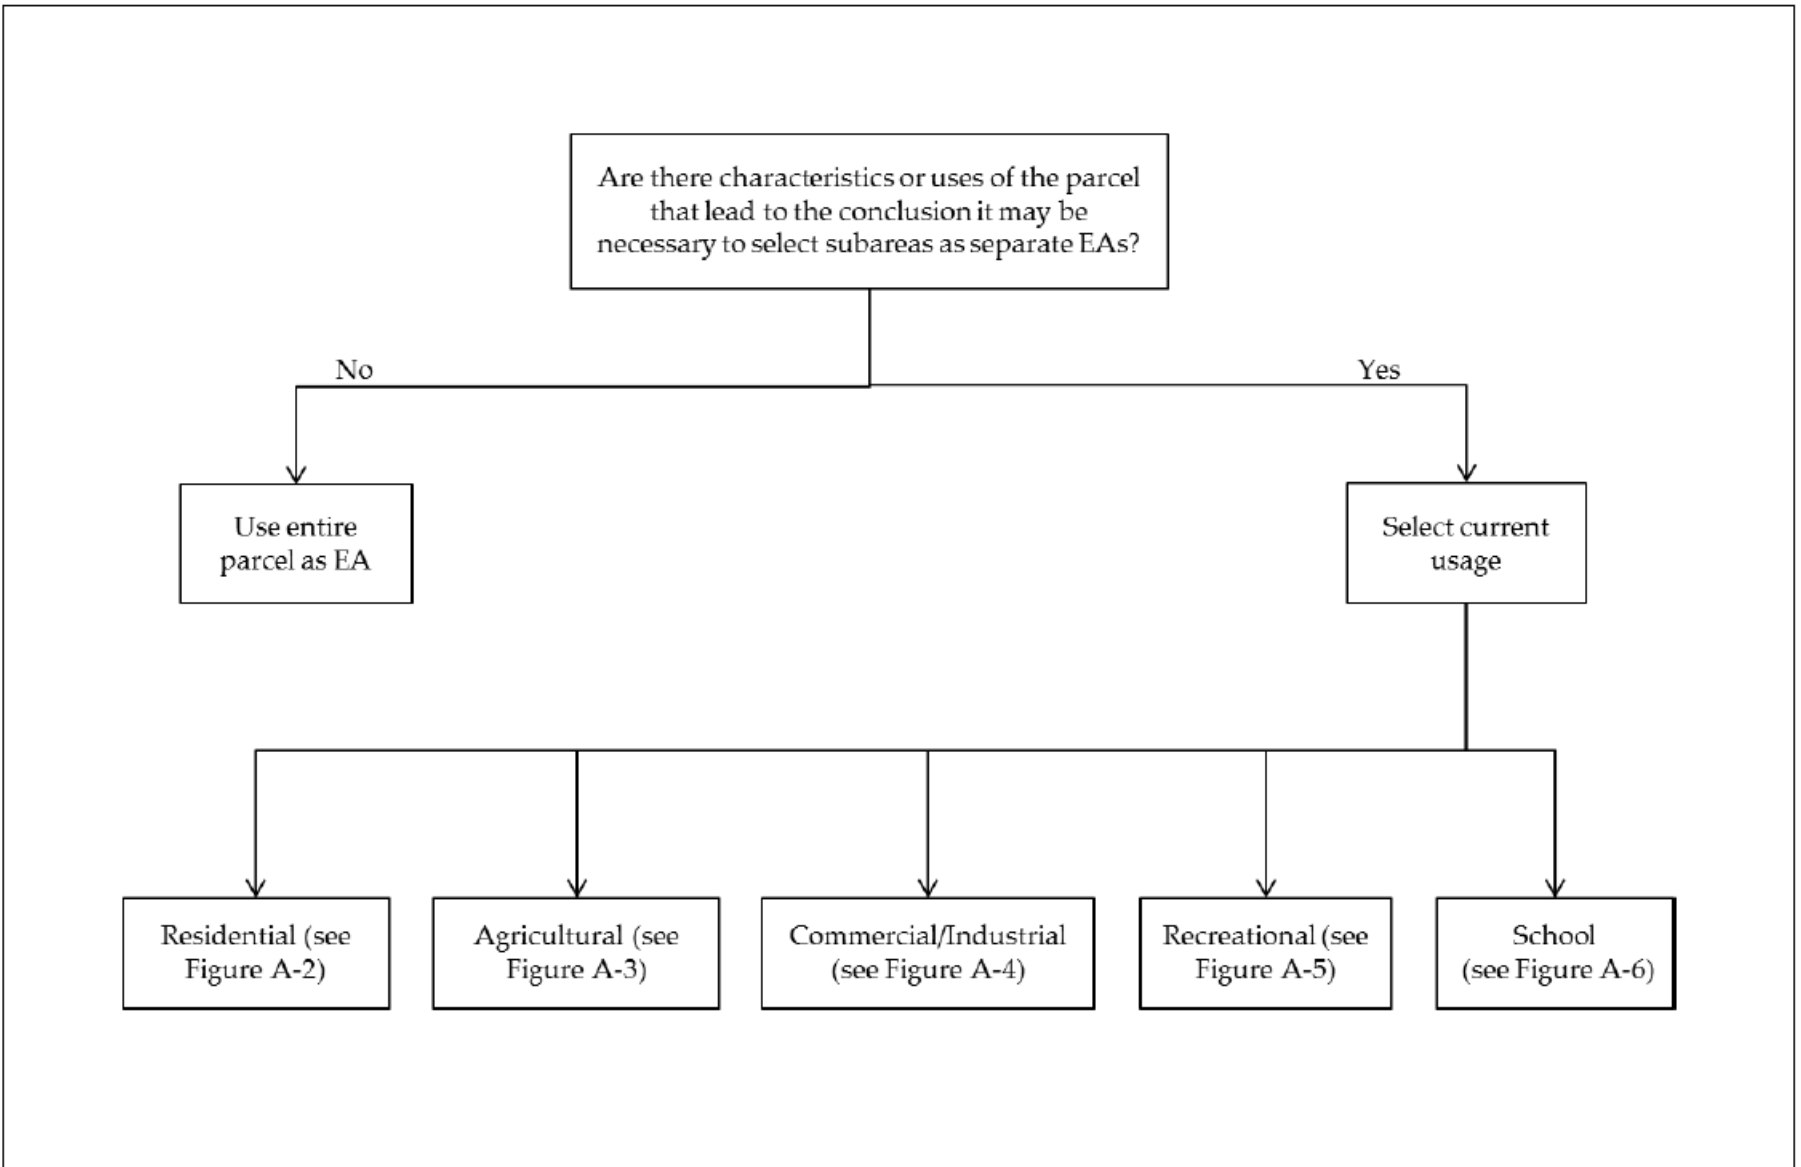 Are there characteristics or uses of the parcel
that lead to the conclusion it may be
necessary to select subareas as separate EAs?
No
Yes
Use entire
parcel as EA
Select current
usage
Residential (see
Figure A-2)
Agricultural (see
Figure A-3)
Commercial/Industrial
(see Figure A-4)
Recreational (see
Figure A-5)
School
(see Figure A-6)